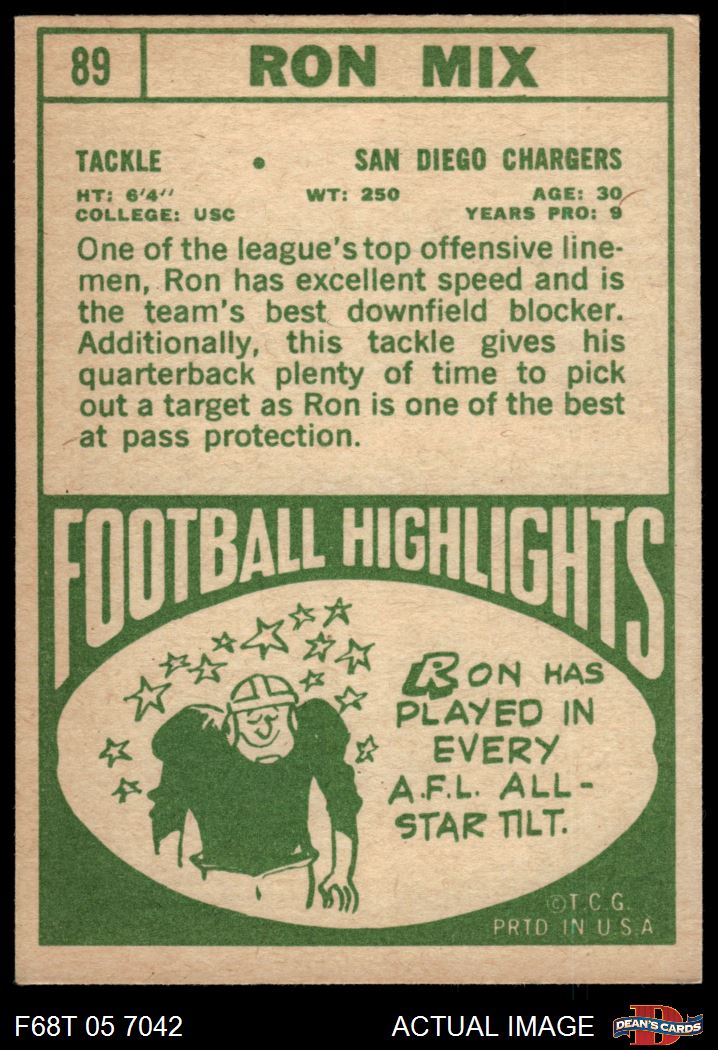 89 RON MIX
TACKLE • SAN DIEGO CHARGERS
HT: 6'4" WT: 250 AGE: 30
COLLEGE: USC YEARS PRO: 9
One of the league's top offensive line-
men, Ron has excellent speed and is
the team's best downfield blocker.
Additionally, this tackle gives his
quarterback plenty of time to pick
out a target as Ron is one of the best
at pass protection.
FOOTBALL HIGHLIGHTS
RON HAS
PLAYED IN
EVERY
A.F.L. ALL-
STAR TILT.
©T.C.G.
PRTD IN U.S.A
F68T 05 7042 ACTUAL IMAGE DEAN'S CARDS